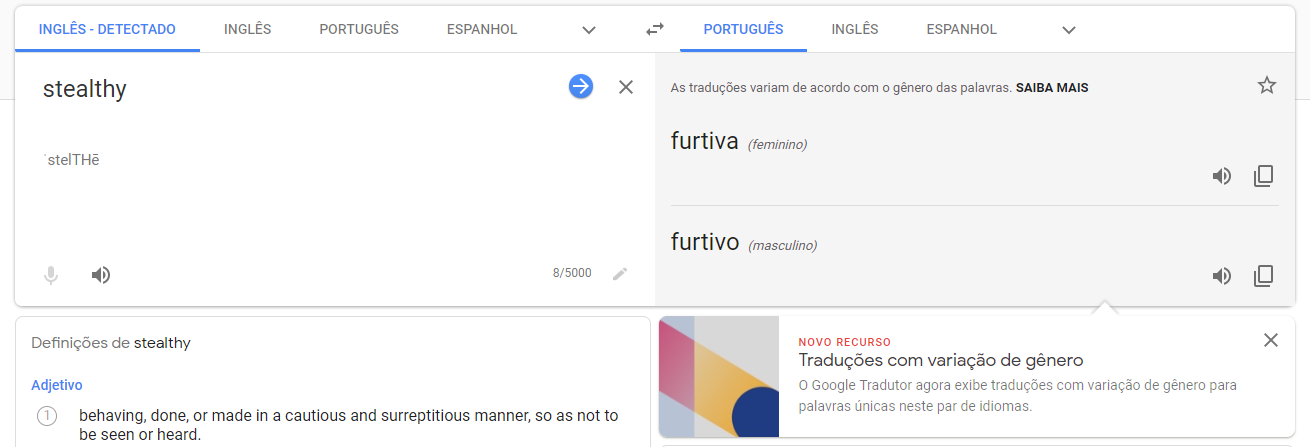 INGLÊS - DETECTADO INGLÊS PORTUGUÊS ESPANHOL PORTUGUÊS INGLÊS ESPANHOL
stealthy
ˈstelTHē
8/5000
As traduções variam de acordo com o gênero das palavras. SAIBA MAIS
furtiva (feminino)
furtivo (masculino)
Definições de stealthy
Adjetivo
1 behaving, done, or made in a cautious and surreptitious manner, so as not to
be seen or heard.
NOVO RECURSO
Traduções com variação de gênero
O Google Tradutor agora exibe traduções com variação de gênero para
palavras únicas neste par de idiomas.